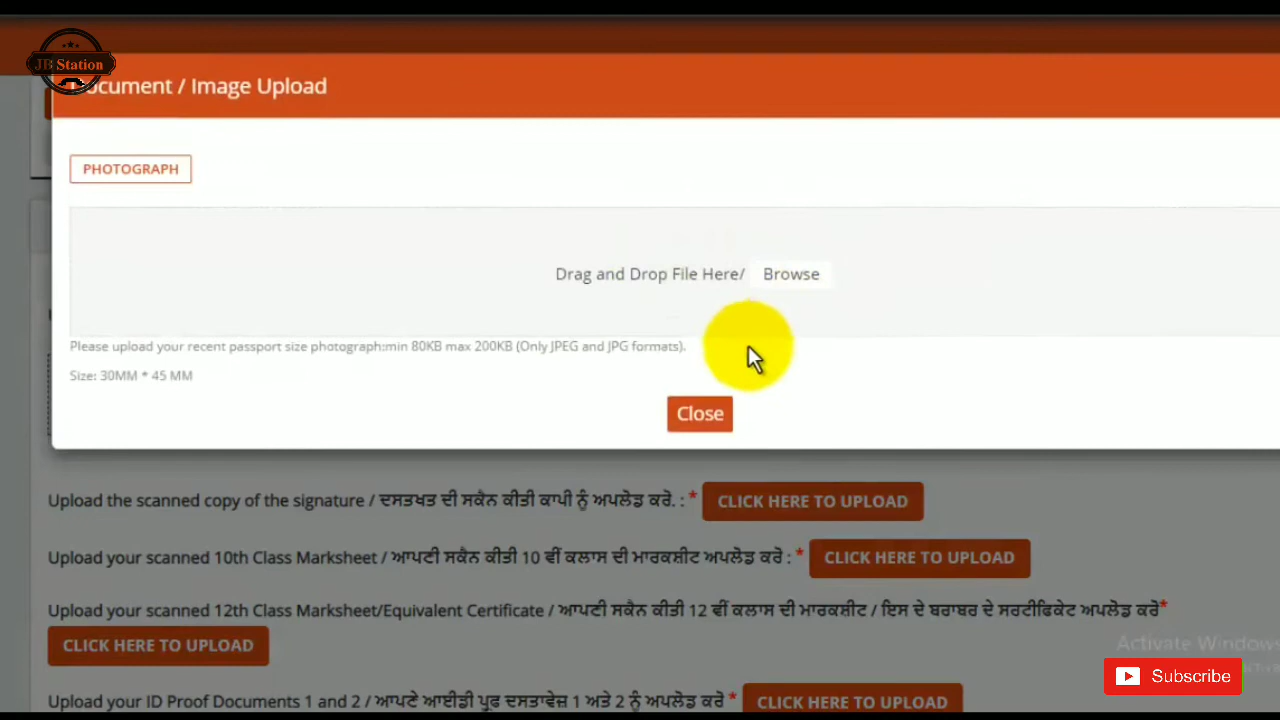 JB Station
Document / Image Upload
PHOTOGRAPH
Drag and Drop File Here/ Browse
Please upload your recent passport size photograph:min 80KB max 200KB (Only JPEG and JPG formats).
Size: 30MM * 45 MM
Close
Upload the scanned copy of the signature / ਦਸਤਖਤ ਦੀ ਸਕੈਨ ਕੀਤੀ ਕਾਪੀ ਨੂੰ ਅਪਲੋਡ ਕਰੋ. : * CLICK HERE TO UPLOAD
Upload your scanned 10th Class Marksheet / ਆਪਣੀ ਸਕੈਨ ਕੀਤੀ 10 ਵੀਂ ਕਲਾਸ ਦੀ ਮਾਰਕਸ਼ੀਟ ਅਪਲੋਡ ਕਰੋ : * CLICK HERE TO UPLOAD
Upload your scanned 12th Class Marksheet/Equivalent Certificate / ਆਪਣੀ ਸਕੈਨ ਕੀਤੀ 12 ਵੀਂ ਕਲਾਸ ਦੀ ਮਾਰਕਸ਼ੀਟ / ਇਸ ਦੇ ਬਰਾਬਰ ਦੇ ਸਰਟੀਫਿਕੇਟ ਅਪਲੋਡ ਕਰੋ*
CLICK HERE TO UPLOAD
Activate Windows
Subscribe
Upload your ID Proof Documents 1 and 2 / ਆਪਣੇ ਆਈਡੀ ਪ੍ਰੂਫ ਦਸਤਾਵੇਜ਼ 1 ਅਤੇ 2 ਨੂੰ ਅਪਲੋਡ ਕਰੋ * CLICK HERE TO UPLOAD